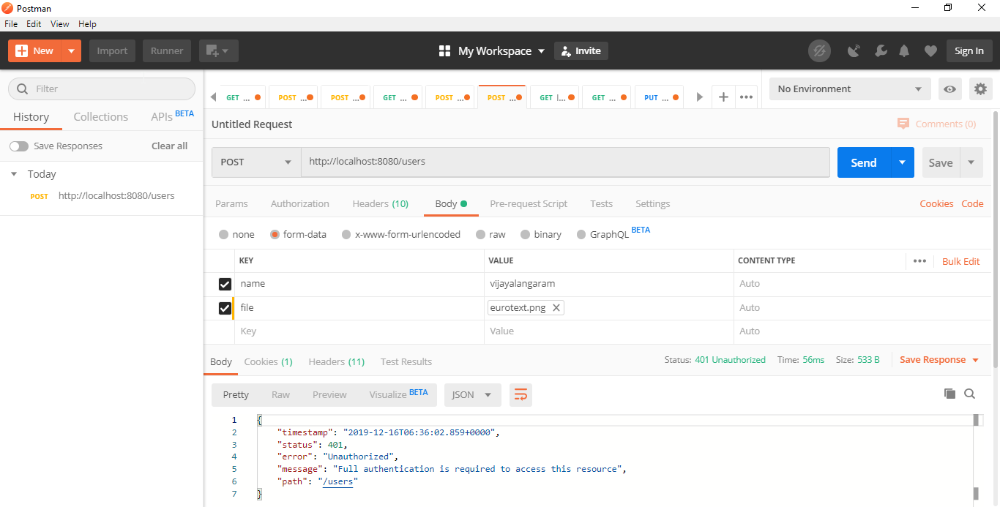 Postman
File Edit View Help
New Import Runner My Workspace Invite Sign In
Filter
History Collections APIs BETA
Save Responses Clear all
Today
POST http://localhost:8080/users
GET ... POST ... POST ... GET ... POST ... POST ... GET l... GET ... PUT ... + •••
No Environment
Untitled Request Comments (0)
POST http://localhost:8080/users Send Save
Params Authorization Headers (10) Body Pre-request Script Tests Settings Cookies Code
none form-data x-www-form-urlencoded raw binary GraphQL BETA
KEY VALUE CONTENT TYPE ••• Bulk Edit
name vijayalangaram Auto
file eurotext.png X Auto
Key Value Auto
Body Cookies (1) Headers (11) Test Results Status: 401 Unauthorized Time: 56ms Size: 533 B Save Response
Pretty Raw Preview Visualize BETA JSON
1 {
2 "timestamp": "2019-12-16T06:36:02.859+0000",
3 "status": 401,
4 "error": "Unauthorized",
5 "message": "Full authentication is required to access this resource",
6 "path": "/users"
7 }